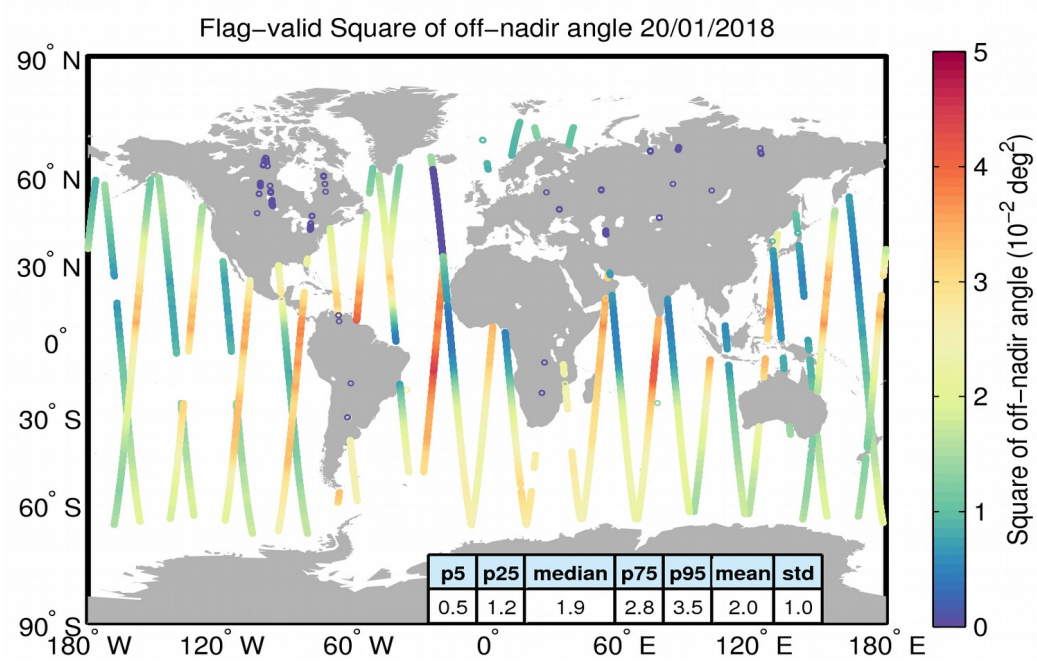 Flag−valid Square of off−nadir angle 20/01/2018
90° N
60° N
30° N
0°
30° S
60° S
90° S
180° W
120° W
60° W
0°
60° E
120° E
180° E
p5 p25 median p75 p95 mean std
0.5 1.2 1.9 2.8 3.5 2.0 1.0
5
4
3
2
1
0
Square of off−nadir angle (10⁻² deg²)